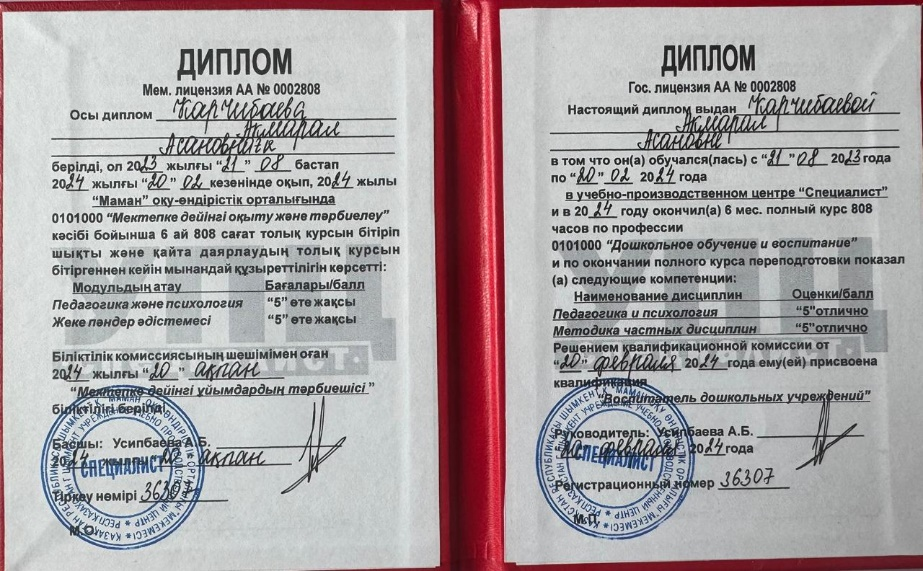 ДИПЛОМ
Мем. лицензия АА № 0002808
Осы диплом Карчибаева
Ақмарал
Асановнаға
берілді, ол 2023 жылғы "21" 08 бастап
2024 жылғы "20" 02 кезенінде оқып, 2024 жылы
"Маман" оқу-өндірістік орталығында
0101000 "Мектепке дейінгі оқыту және тәрбиелеу"
кәсібі бойынша 6 ай 808 сағат толық курсын бітіріп
шықты және қайта даярлаудың толық курсын
бітіргеннен кейін мынандай құзыреттілігін көрсетті:
Модульдың атау Бағалары/балл
Педагогика және психология "5" өте жақсы
Жеке пәндер әдістемесі "5" өте жақсы
Біліктілік комиссиясының шешімімен оған
2024 жылғы "20" ақпан
"Мектепке дейінгі ұйымдардың тәрбиешісі"
біліктілігі берілді
Басшы: Усипбаева А.Б.
2024 жылғы 20 ақпан
СПЕЦИАЛИСТ
Тіркеу нөмірі 36307
М.О.
ДИПЛОМ
Гос. лицензия АА № 0002808
Настоящий диплом выдан Карчибаевой
Ақмарал
Асановне
в том что он(а) обучался(лась) с "21" 08 2023 года
по "20" 02 2024 года
в учебно-производственном центре "Специалист"
и в 2024 году окончил(а) 6 мес. полный курс 808
часов по профессии
0101000 "Дошкольное обучение и воспитание"
и по окончании полного курса переподготовки показал
(а) следующие компетенции:
Наименование дисциплин Оценки/балл
Педагогика и психология "5"отлично
Методика частных дисциплин "5"отлично
Решением квалификационной комиссии от
"20" февраля 2024 года ему(ей) присвоена
квалификация
"Воспитатель дошкольных учреждений"
Руководитель: Усипбаева А.Б.
"20" февраля 2024 года
СПЕЦИАЛИСТ
Регистрационный номер 36307
М.П.